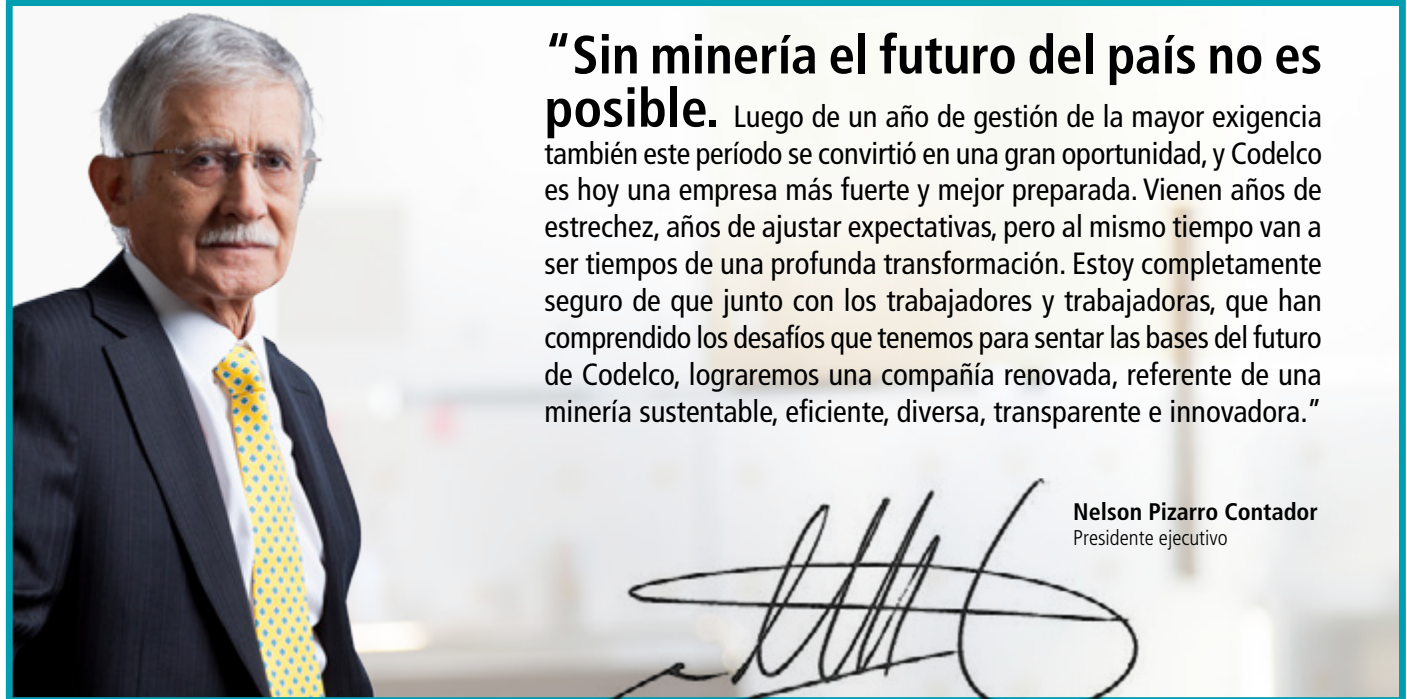 “Sin minería el futuro del país no es
posible. Luego de un año de gestión de la mayor exigencia
también este período se convirtió en una gran oportunidad, y Codelco
es hoy una empresa más fuerte y mejor preparada. Vienen años de
estrechez, años de ajustar expectativas, pero al mismo tiempo van a
ser tiempos de una profunda transformación. Estoy completamente
seguro de que junto con los trabajadores y trabajadoras, que han
comprendido los desafíos que tenemos para sentar las bases del futuro
de Codelco, lograremos una compañía renovada, referente de una
minería sustentable, eficiente, diversa, transparente e innovadora.”
Nelson Pizarro Contador
Presidente ejecutivo